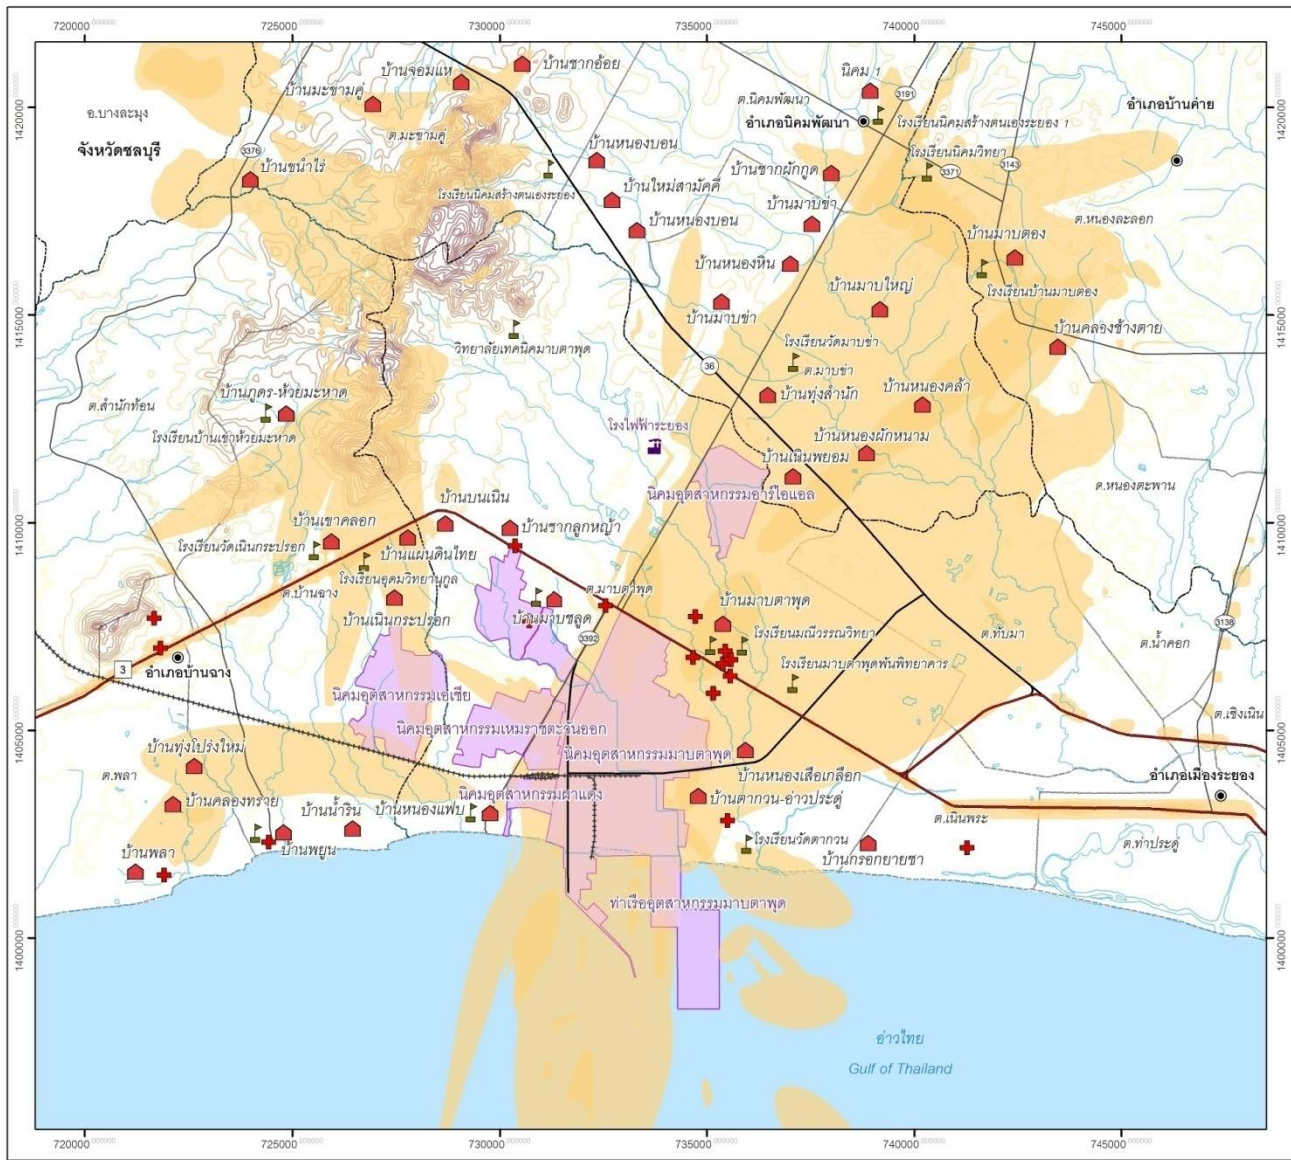 720000 725000 730000 735000 740000 745000
บ้านจอมแห
บ้านชากอ้อย
นิคม 1
3191
บ้านมะขามคู่
ต.นิคมพัฒนา
อำเภอบ้านค่าย
1420000
1420000
อ.บางละมุง
อำเภอนิคมพัฒนา
โรงเรียนนิคมสร้างตนเองระยอง 1
ต.มะขามคู่
จังหวัดชลบุรี
3376
บ้านหนองบอน
โรงเรียนนิคมวิทยา
3143
บ้านขนำไร่
บ้านชากผักกูด
3371
บ้านใหม่สามัคคี
โรงเรียนนิคมสร้างตนเองระยอง
บ้านมาบข่า
ต.หนองละลอก
บ้านหนองบอน
บ้านมาบตอง
บ้านหนองหิน
บ้านมาบใหญ่
โรงเรียนบ้านมาบตอง
1415000
บ้านมาบข่า
1415000
บ้านคลองช้างตาย
วิทยาลัยเทคนิคมาบตาพุด
โรงเรียนวัดมาบข่า
36
ต.มาบข่า
ต.สำนักท้อน
บ้านภูดร-ห้วยมะหาด
บ้านทุ่งสำนัก
บ้านหนองคล้า
โรงเรียนบ้านเขาห้วยมะหาด
โรงไฟฟ้าระยอง
บ้านหนองผักหนาม
บ้านเนินพยอม
ต.หนองตะพาน
นิคมอุตสาหกรรมอาร์ไอแอล
1410000
บ้านเขาคลอก
บ้านบนเนิน
บ้านชากลูกหญ้า
1410000
โรงเรียนวัดเนินกระปรอก
บ้านแผ่นดินไทย
โรงเรียนอุดมวิทยานุกูล
ต.บ้านฉาง
ต.มาบตาพุด
บ้านมาบตาพุด
บ้านเนินกระปรอก
บ้านมาบชลูด
3392
โรงเรียนมณีวรรณวิทยา
ต.ทับมา
3138
ต.น้ำคอก
3
อำเภอบ้านฉาง
โรงเรียนมาบตาพุดพันพิทยาคาร
นิคมอุตสาหกรรมเอเซีย
ต.เชิงเนิน
1405000
นิคมอุตสาหกรรมเหมราชตะวันออก
1405000
บ้านทุ่งโปร่งใหม่
นิคมอุตสาหกรรมมาบตาพุด
ต.พลา
บ้านหนองเสือเกลือก
อำเภอเมืองระยอง
นิคมอุตสาหกรรมผาแดง
บ้านคลองทราย
บ้านน้ำริน
บ้านหนองแฟบ
บ้านตากวน-อ่าวประดู่
ต.เนินพระ
บ้านพยูน
โรงเรียนวัดตากวน
ต.ท่าประดู่
บ้านพลา
บ้านกรอกยายชา
ท่าเรืออุตสาหกรรมมาบตาพุด
1400000
1400000
อ่าวไทย
Gulf of Thailand
720000 725000 730000 735000 740000 745000